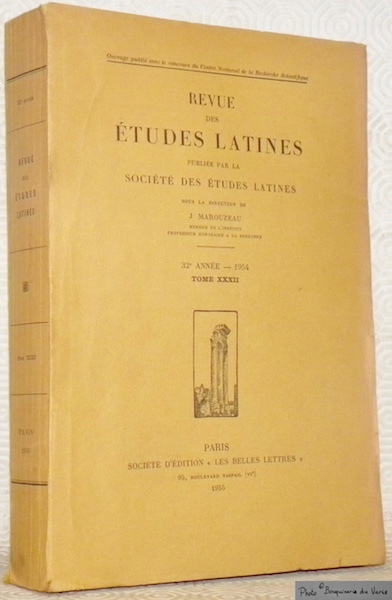 Ouvrage publié avec le concours du Centre National de la Recherche Scientifique
REVUE
DES
ÉTUDES LATINES
PUBLIÉE PAR LA
SOCIÉTÉ DES ÉTUDES LATINES
SOUS LA DIRECTION DE
J. MAROUZEAU
MEMBRE DE L'INSTITUT
PROFESSEUR HONORAIRE A LA SORBONNE
32e ANNÉE — 1954
TOME XXXII
PARIS
SOCIÉTÉ D'ÉDITION « LES BELLES LETTRES »
95, BOULEVARD RASPAIL (VIe)
1955
REVUE
DES
ÉTUDES
LATINES
Photo © Bouquinerie du Varis